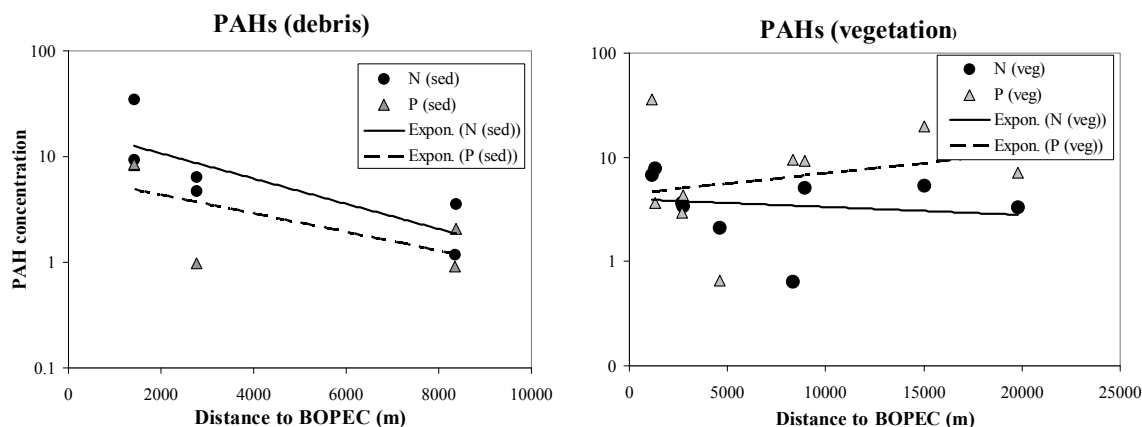 PAHs (debris)
100
10
1
0.1
PAH concentration
N (sed)
P (sed)
Expon. (N (sed))
Expon. (P (sed))
0 2000 4000 6000 8000 10000
Distance to BOPEC (m)
PAHs (vegetation)
100
10
1
0
N (veg)
P (veg)
Expon. (N (veg))
Expon. (P (veg))
0 5000 10000 15000 20000 25000
Distance to BOPEC (m)